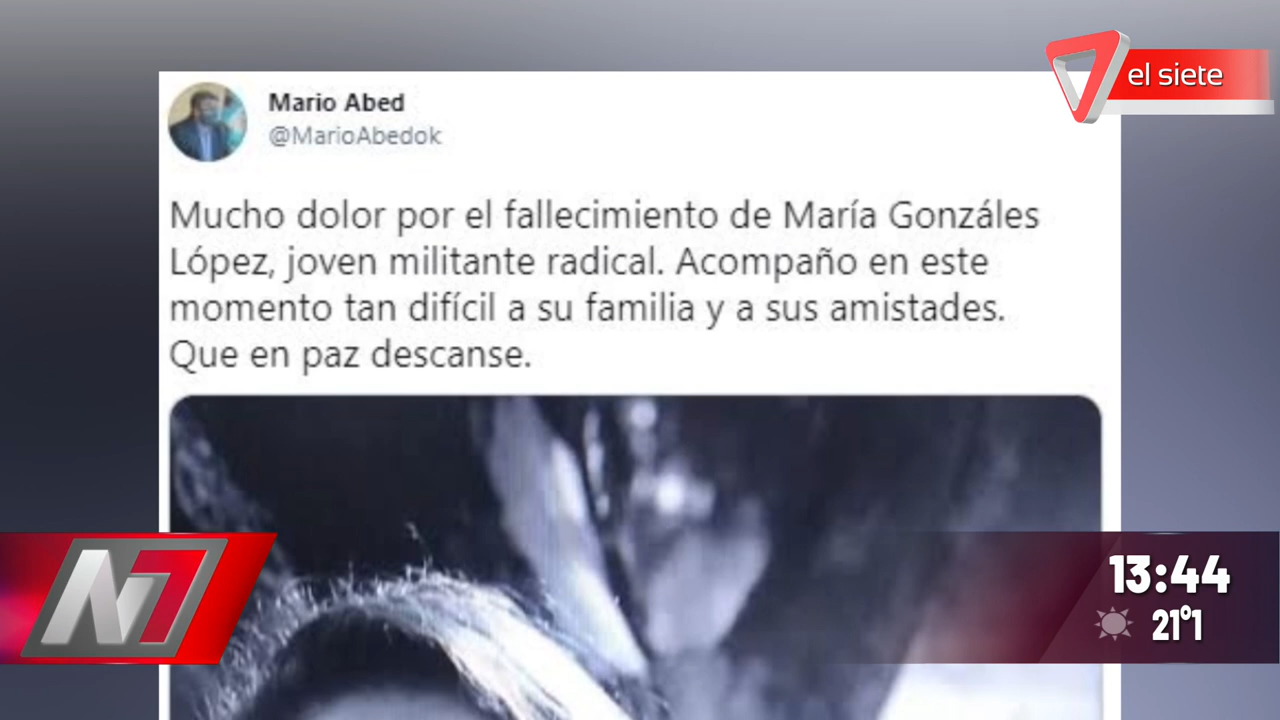 el siete
Mario Abed
@MarioAbedok
Mucho dolor por el fallecimiento de María Gonzáles
López, joven militante radical. Acompaño en este
momento tan difícil a su familia y a sus amistades.
Que en paz descanse.
N7
13:44
21°1